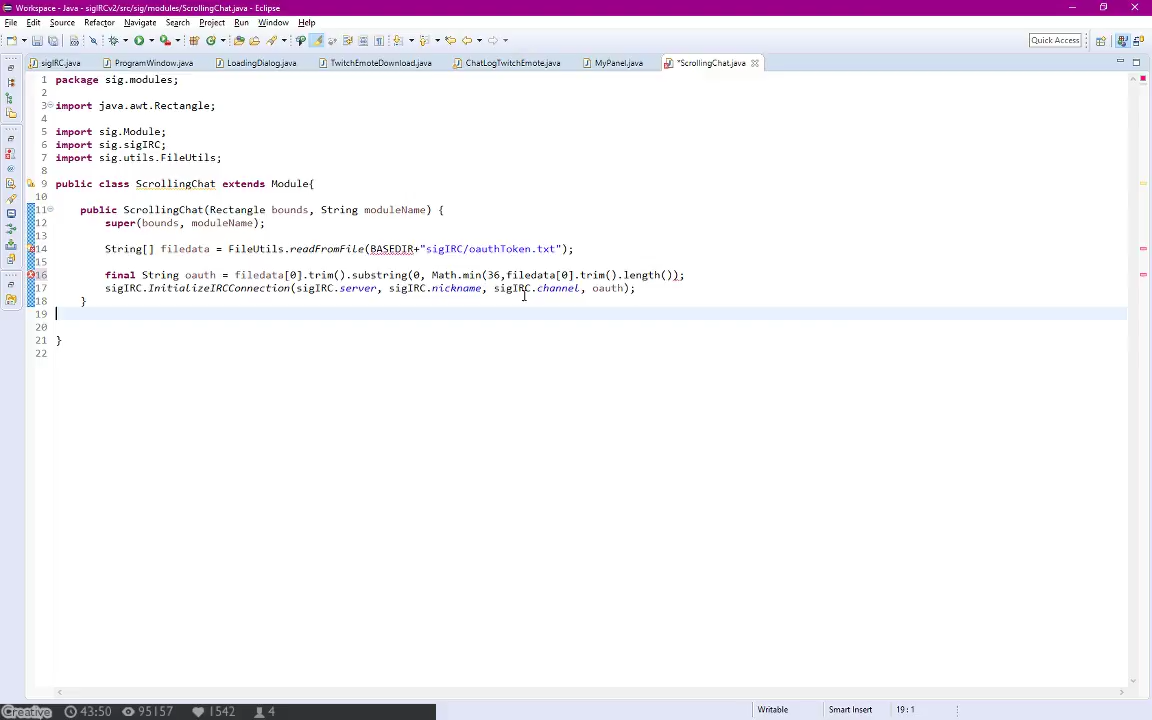 Workspace - Java - sigIRCv2/src/sig/modules/ScrollingChat.java - Eclipse
File Edit Source Refactor Navigate Search Project Run Window Help
Quick Access
sigIRC.java ProgramWindow.java LoadingDialog.java TwitchEmoteDownload.java ChatLogTwitchEmote.java MyPanel.java *ScrollingChat.java
1 package sig.modules;
2
3 import java.awt.Rectangle;
4
5 import sig.Module;
6 import sig.sigIRC;
7 import sig.utils.FileUtils;
8
9 public class ScrollingChat extends Module{
10
11 public ScrollingChat(Rectangle bounds, String moduleName) {
12 super(bounds, moduleName);
13
14 String[] filedata = FileUtils.readFromFile(BASEDIR+"sigIRC/oauthToken.txt");
15
16 final String oauth = filedata[0].trim().substring(0, Math.min(36,filedata[0].trim().length());
17 sigIRC.InitializeIRCConnection(sigIRC.server, sigIRC.nickname, sigIRC.channel, oauth);
18 }
19
20
21 }
22
Creative 43:50 95157 1542 4
Writable Smart Insert 19 : 1